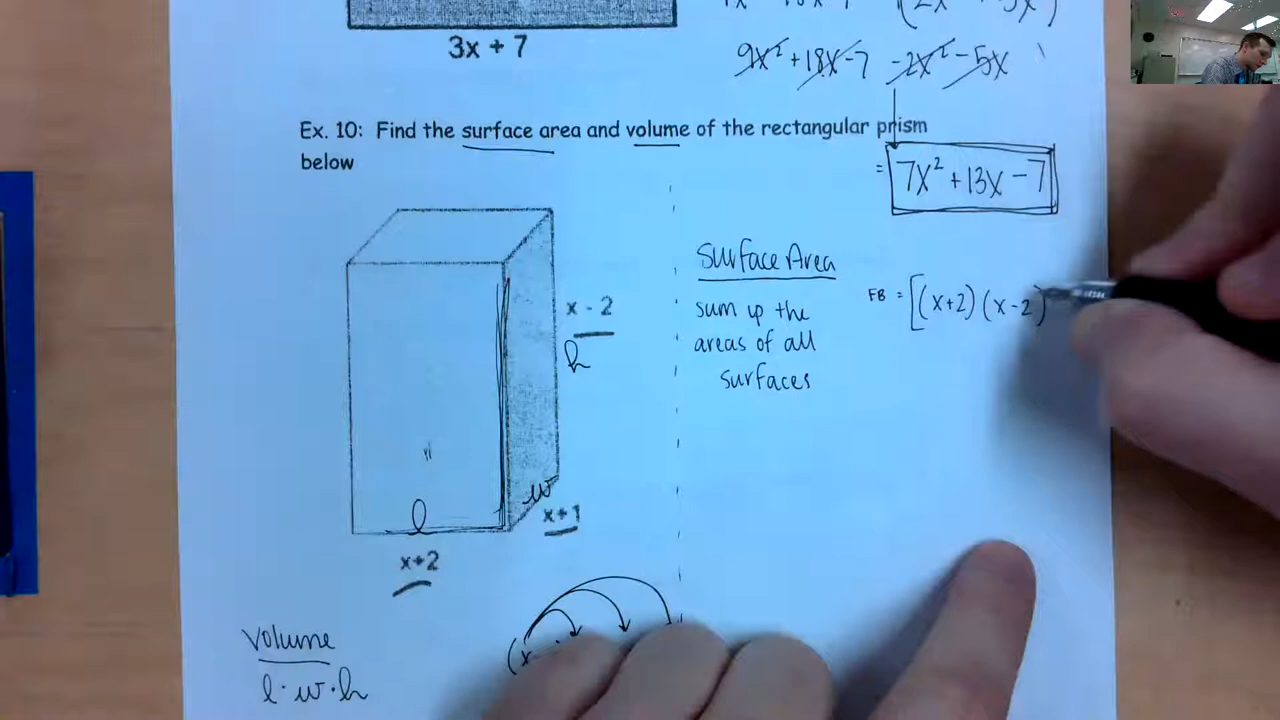 3x + 7
9x² + 18x - 7 - 2x² - 5x
Ex. 10: Find the surface area and volume of the rectangular prism
below
= 7x² + 13x - 7
x - 2
h
l
w
x+1
x+2
Surface Area
sum up the
areas of all
surfaces
FB = [(x+2)(x-2)
Volume
l · w · h
(x